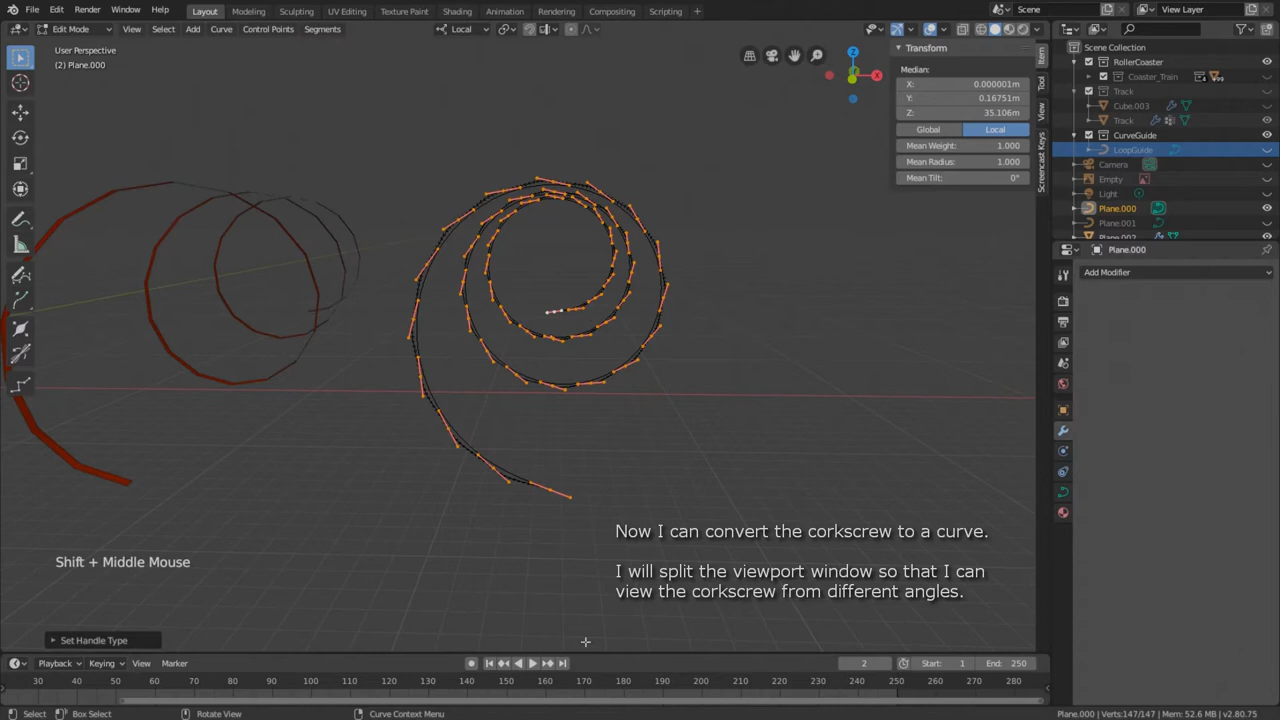 File Edit Render Window Help Layout Modeling Sculpting UV Editing Texture Paint Shading Animation Rendering Compositing Scripting + Scene View Layer
Edit Mode View Select Add Curve Control Points Segments Local
User Perspective
(2) Plane.000
Transform
Median:
X: 0.000001m
Y: 0.16751m
Z: 35.106m
Global Local
Mean Weight: 1.000
Mean Radius: 1.000
Mean Tilt: 0°
Item
Tool
View
Screencast Keys
Scene Collection
RollerCoaster
Coaster_Train
Track
Cube.003
Track
CurveGuide
LoopGuide
Camera
Empty
Light
Plane.000
Plane.001
Plane.002
Plane.000
Add Modifier
Now I can convert the corkscrew to a curve.
I will split the viewport window so that I can
view the corkscrew from different angles.
Shift + Middle Mouse
Set Handle Type
Playback Keying View Marker 2 Start: 1 End: 250
30 40 50 60 70 80 90 100 110 120 130 140 150 160 170 180 190 200 210 220 230 240 250 260 270 280
Select Box Select Rotate View Curve Context Menu Plane.000 | Verts:147/147 | Mem: 52.6 MB | v2.80.75